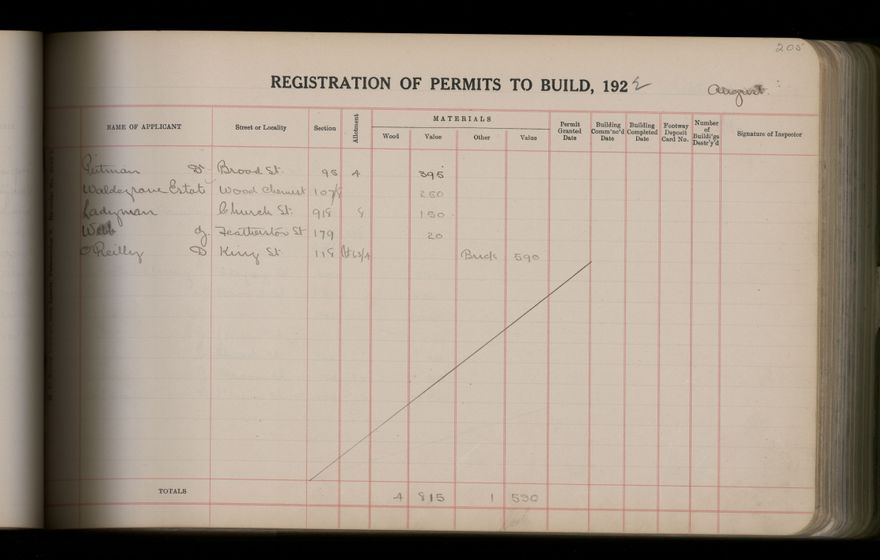 205
REGISTRATION OF PERMITS TO BUILD, 1922
August
NAME OF APPLICANT Street or Locality Section Allotment MATERIALS Permit Granted Date Building Comm'nc'd Date Building Completed Date Footway Deposit Card No. Number of Build'gs Destr'y'd Signature of Inspector
Wood Value Other Value
Pitman W Broad St. 95 4 395
Waldegrave Estate Wood 107 250
Ladyman Church St. 918 9 150
Webb J Featherston St 179 20
O'Reilly D King St 118 Brick 590
TOTALS 4 815 1 590